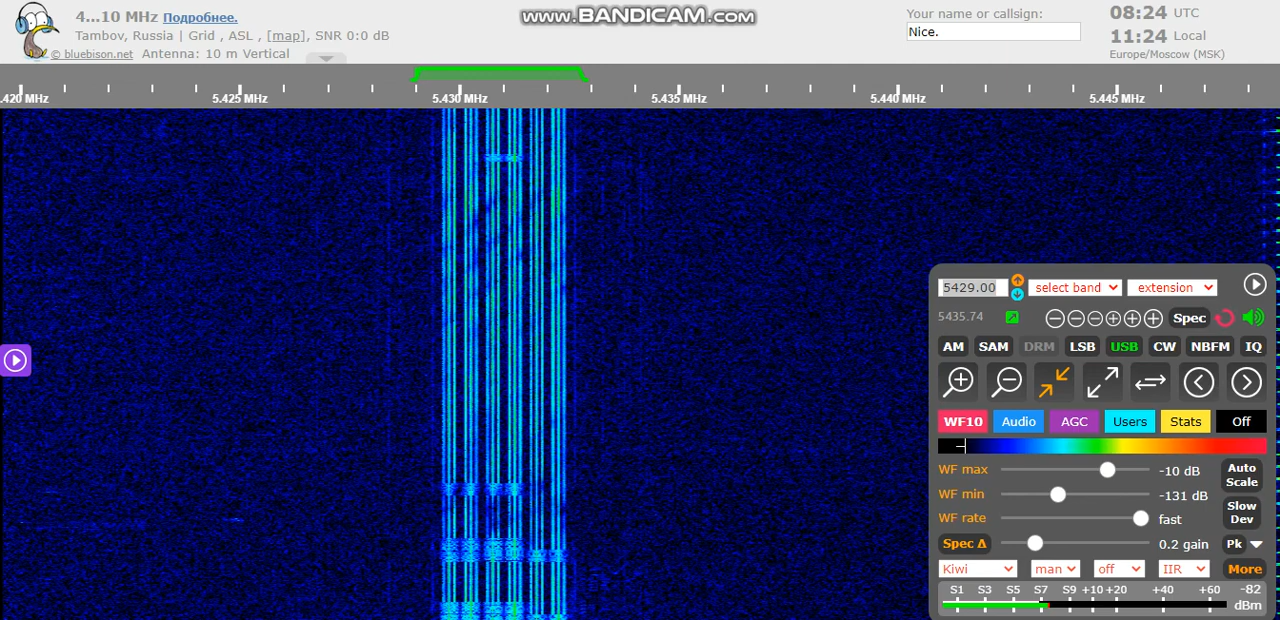 www.BANDICAM.com
4...10 MHz Подробнее.
Tambov, Russia | Grid , ASL , [map], SNR 0:0 dB
© bluebison.net Antenna: 10 m Vertical
Your name or callsign:
Nice.
08:24 UTC
11:24 Local
Europe/Moscow (MSK)
.420 MHz 5.425 MHz 5.430 MHz 5.435 MHz 5.440 MHz 5.445 MHz
5429.00 select band extension
5435.74 Spec
AM SAM DRM LSB USB CW NBFM IQ
WF10 Audio AGC Users Stats Off
WF max -10 dB Auto Scale
WF min -131 dB
WF rate fast Slow Dev
Spec Δ 0.2 gain Pk
Kiwi man off IIR More
S1 S3 S5 S7 S9 +10 +20 +40 +60 -82 dBm